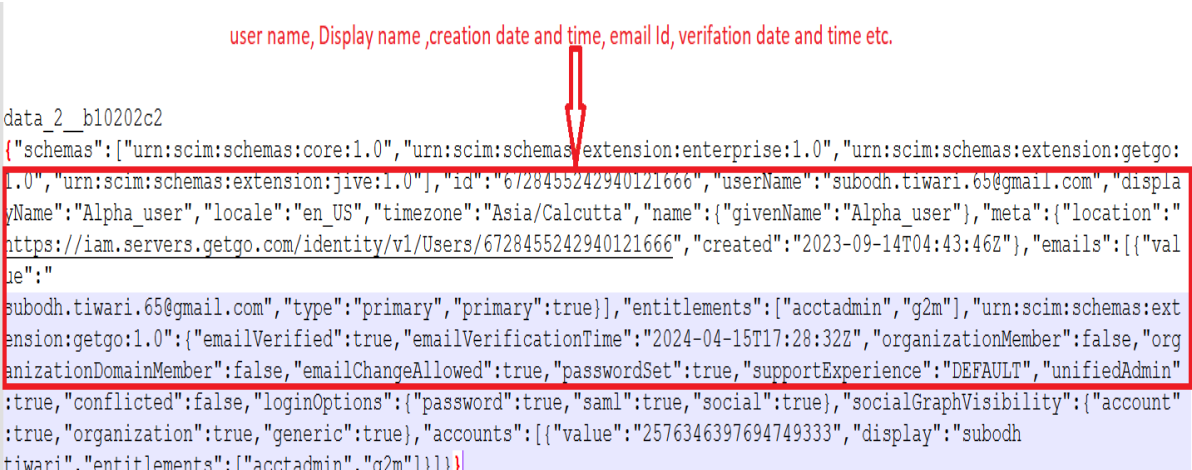 user name, Display name ,creation date and time, email Id, verifation date and time etc.
data_2__b10202c2
{"schemas":["urn:scim:schemas:core:1.0","urn:scim:schemas:extension:enterprise:1.0","urn:scim:schemas:extension:getgo:
1.0","urn:scim:schemas:extension:jive:1.0"],"id":"6728455242940121666","userName":"subodh.tiwari.65@gmail.com","displa
yName":"Alpha_user","locale":"en_US","timezone":"Asia/Calcutta","name":{"givenName":"Alpha_user"},"meta":{"location":"
https://iam.servers.getgo.com/identity/v1/Users/6728455242940121666","created":"2023-09-14T04:43:46Z"},"emails":[{"val
ue":"
subodh.tiwari.65@gmail.com","type":"primary","primary":true}],"entitlements":["acctadmin","g2m"],"urn:scim:schemas:ext
ension:getgo:1.0":{"emailVerified":true,"emailVerificationTime":"2024-04-15T17:28:32Z","organizationMember":false,"org
anizationDomainMember":false,"emailChangeAllowed":true,"passwordSet":true,"supportExperience":"DEFAULT","unifiedAdmin"
:true,"conflicted":false,"loginOptions":{"password":true,"saml":true,"social":true},"socialGraphVisibility":{"account"
:true,"organization":true,"generic":true},"accounts":[{"value":"2576346397694749333","display":"subodh
tiwari","entitlements":["acctadmin","g2m"]}]}}